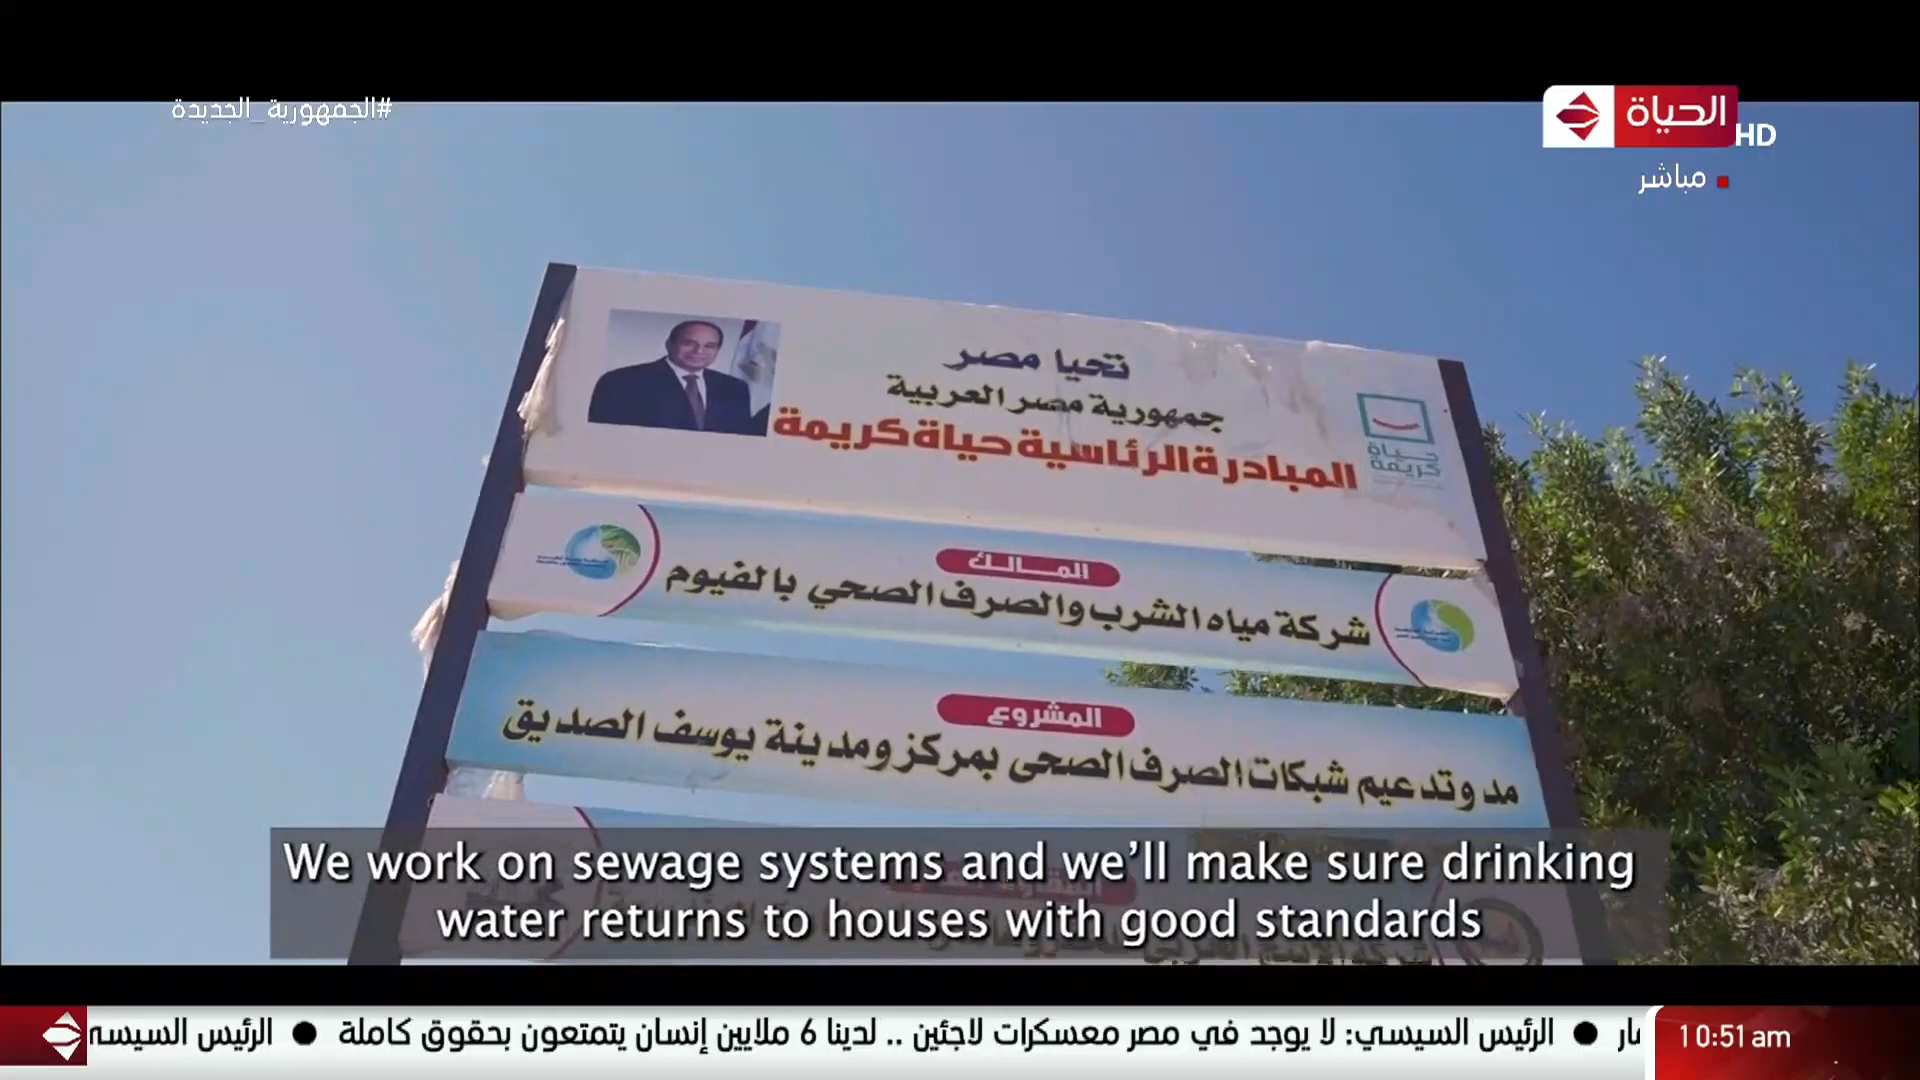 #الجمهورية_الجديدة
الحياة
HD
مباشر
تحيا مصر
جمهورية مصر العربية
المبادرة الرئاسية حياة كريمة
حياة
كريمة
المالك
شركة مياه الشرب والصرف الصحي بالفيوم
المشروع
مد وتدعيم شبكات الصرف الصحى بمركز ومدينة يوسف الصديق
We work on sewage systems and we’ll make sure drinking
water returns to houses with good standards
الرئيس السيسي: لا يوجد في مصر معسكرات لاجئين .. لدينا 6 ملايين إنسان يتمتعون بحقوق كاملة ● الرئيس السيسي
10:51 am